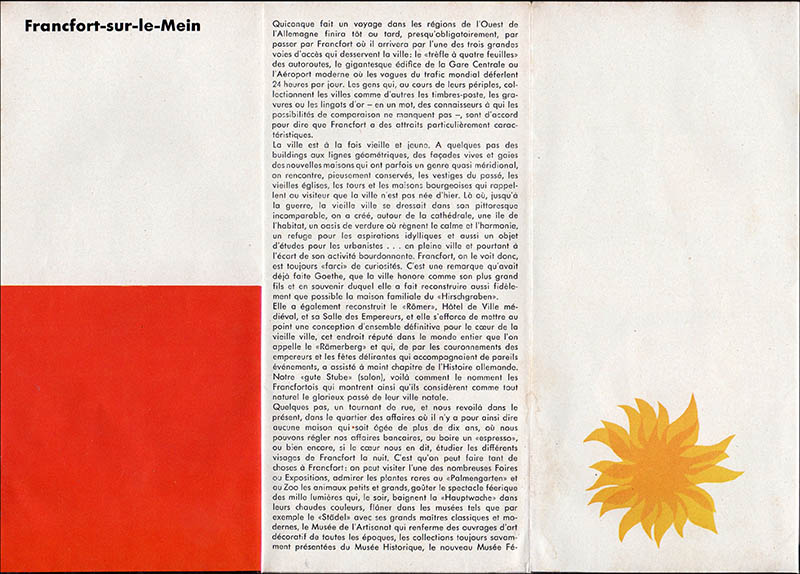 Francfort-sur-le-Mein
Quiconque fait un voyage dans les régions de l'Ouest de
l'Allemagne finira tôt ou tard, presqu'obligatoirement, par
passer par Francfort où il arrivera par l'une des trois grandes
voies d'accès qui desservent la ville: le «trèfle à quatre feuilles»
des autoroutes, le gigantesque édifice de la Gare Centrale ou
l'Aéroport moderne où les vagues du trafic mondial déferlent
24 heures par jour. Les gens qui, au cours de leurs périples, col-
lectionnent les villes comme d'autres les timbres-poste, les gra-
vures ou les lingots d'or – en un mot, des connaisseurs à qui les
possibilités de comparaison ne manquent pas –, sont d'accord
pour dire que Francfort a des attraits particulièrement carac-
téristiques.
La ville est à la fois vieille et jeune. A quelques pas des
buildings aux lignes géométriques, des façades vives et gaies
des nouvelles maisons qui ont parfois un genre quasi méridional,
on rencontre, pieusement conservés, les vestiges du passé, les
vieilles églises, les tours et les maisons bourgeoises qui rappel-
lent au visiteur que la ville n'est pas née d'hier. Là où, jusqu'à
la guerre, la vieille ville se dressait dans son pittoresque
incomparable, on a créé, autour de la cathédrale, une île de
l'habitat, un oasis de verdure où règnent le calme et l'harmonie,
un refuge pour les aspirations idylliques et aussi un objet
d'études pour les urbanistes . . . en pleine ville et pourtant à
l'écart de son activité bourdonnante. Francfort, on le voit donc,
est toujours «farci» de curiosités. C'est une remarque qu'avait
déjà faite Goethe, que la ville honore comme son plus grand
fils et en souvenir duquel elle a fait reconstruire aussi fidèle-
ment que possible la maison familiale du «Hirschgraben».
Elle a également reconstruit le «Römer», Hôtel de Ville mé-
diéval, et sa Salle des Empereurs, et elle s'efforce de mettre au
point une conception d'ensemble définitive pour le cœur de la
vieille ville, cet endroit réputé dans le monde entier que l'on
appelle le «Römerberg» et qui, de par les couronnements des
empereurs et les fêtes délirantes qui accompagnaient de pareils
événements, a assisté à maint chapitre de l'Histoire allemande.
Notre «gute Stube» (salon), voilà comment le nomment les
Francfortois qui montrent ainsi qu'ils considèrent comme tout
naturel le glorieux passé de leur ville natale.
Quelques pas, un tournant de rue, et nous revoilà dans le
présent, dans le quartier des affaires où il n'y a pour ainsi dire
aucune maison qui soit âgée de plus de dix ans, où nous
pouvons régler nos affaires bancaires, ou boire un «espresso»,
ou bien encore, si le cœur nous en dit, étudier les différents
visages de Francfort la nuit. C'est qu'on peut faire tant de
choses à Francfort: on peut visiter l'une des nombreuses Foires
ou Expositions, admirer les plantes rares au «Palmengarten» et
au Zoo les animaux petits et grands, goûter le spectacle féerique
des mille lumières qui, le soir, baignent la «Hauptwache» dans
leurs chaudes couleurs, flâner dans les musées tels que par
exemple le «Städel» avec ses grands maîtres classiques et mo-
dernes, le Musée de l'Artisanat qui renferme des ouvrages d'art
décoratif de toutes les époques, les collections toujours savam-
ment présentées du Musée Historique, le nouveau Musée Fé-